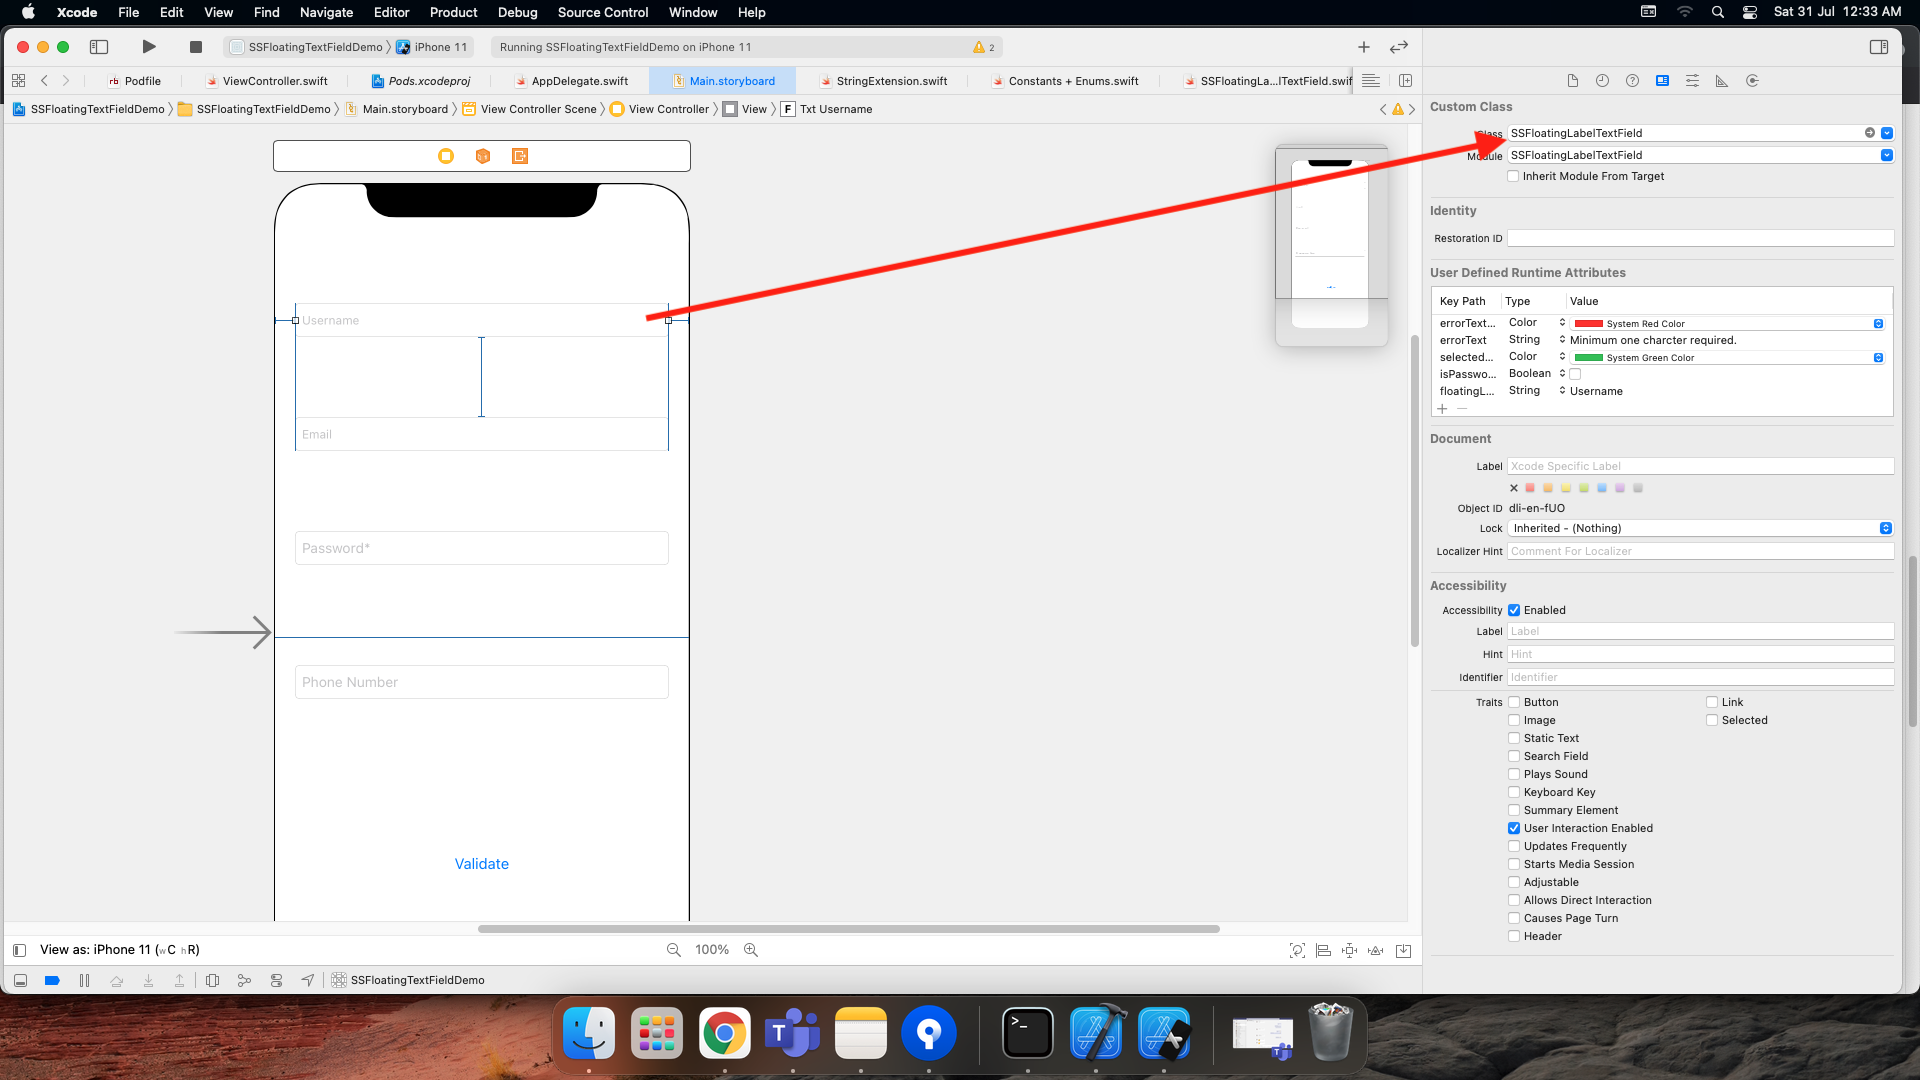 Xcode File Edit View Find Navigate Editor Product Debug Source Control Window Help Sat 31 Jul 12:33 AM
SSFloatingTextFieldDemo iPhone 11 Running SSFloatingTextFieldDemo on iPhone 11 2
Podfile ViewController.swift Pods.xcodeproj AppDelegate.swift Main.storyboard StringExtension.swift Constants + Enums.swift SSFloatingLa...lTextField.swif
SSFloatingTextFieldDemo SSFloatingTextFieldDemo Main.storyboard View Controller Scene View Controller View F Txt Username
Username
Email
Password*
Phone Number
Validate
View as: iPhone 11 (wC hR) 100%
SSFloatingTextFieldDemo
Custom Class
Class SSFloatingLabelTextField
Module SSFloatingLabelTextField
Inherit Module From Target
Identity
Restoration ID
User Defined Runtime Attributes
Key Path Type Value
errorText... Color System Red Color
errorText String Minimum one charcter required.
selected... Color System Green Color
isPasswo... Boolean
floatingL... String Username
Document
Label Xcode Specific Label
Object ID dli-en-fUO
Lock Inherited - (Nothing)
Localizer Hint Comment For Localizer
Accessibility
Accessibility Enabled
Label Label
Hint Hint
Identifier Identifier
Traits Button Link
Image Selected
Static Text
Search Field
Plays Sound
Keyboard Key
Summary Element
User Interaction Enabled
Updates Frequently
Starts Media Session
Adjustable
Allows Direct Interaction
Causes Page Turn
Header